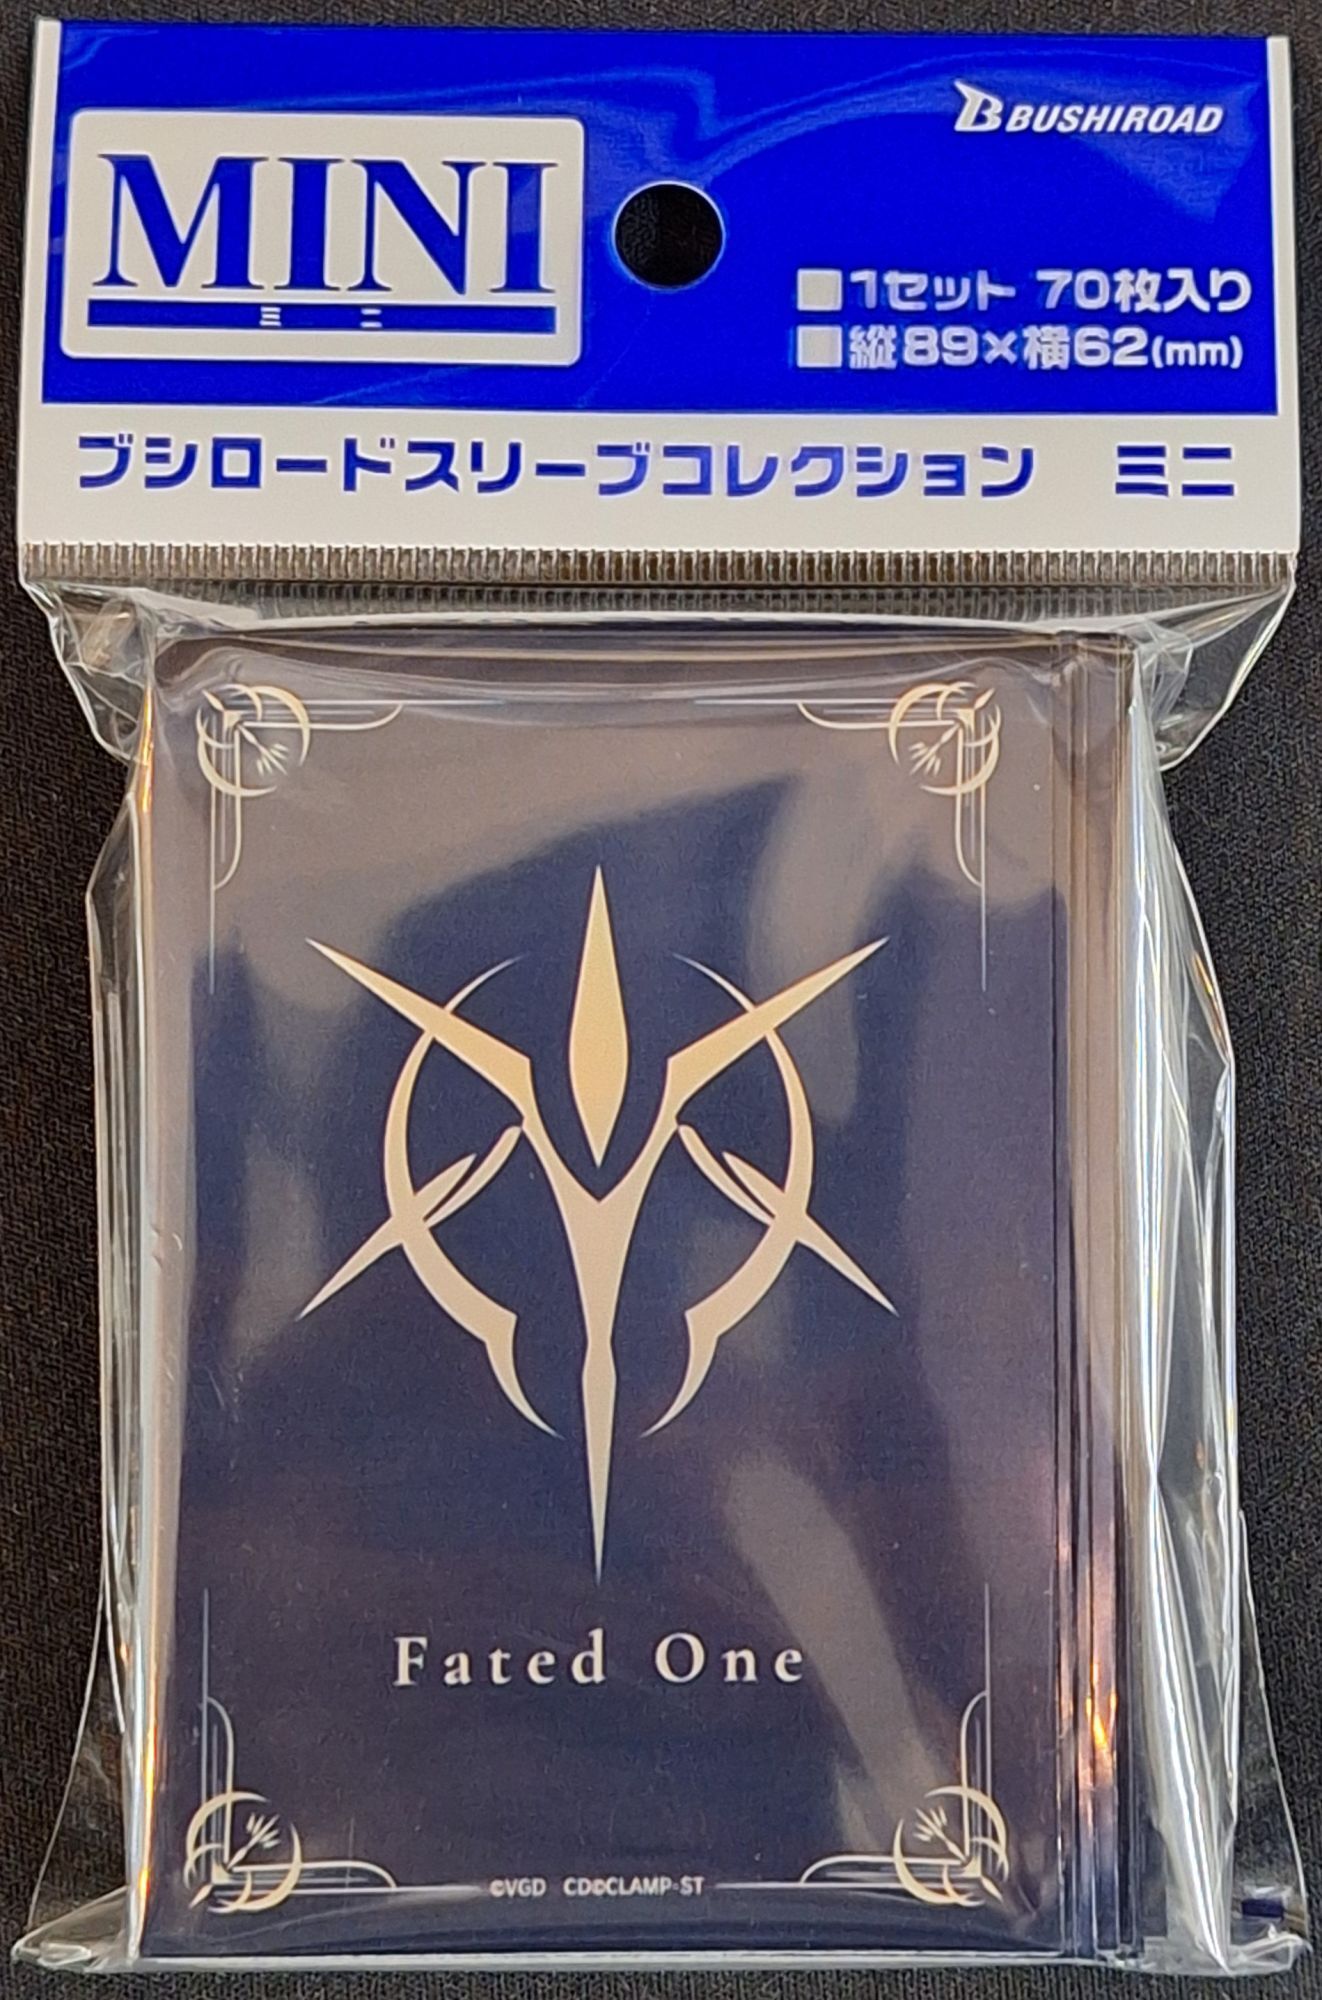 BUSHIROAD
MINI
ミニ
■1セット 70枚入り
■縦89×横62(mm)
ブシロードスリーブコレクション ミニ
Fated One
©VGD CD:©CLAMP・ST